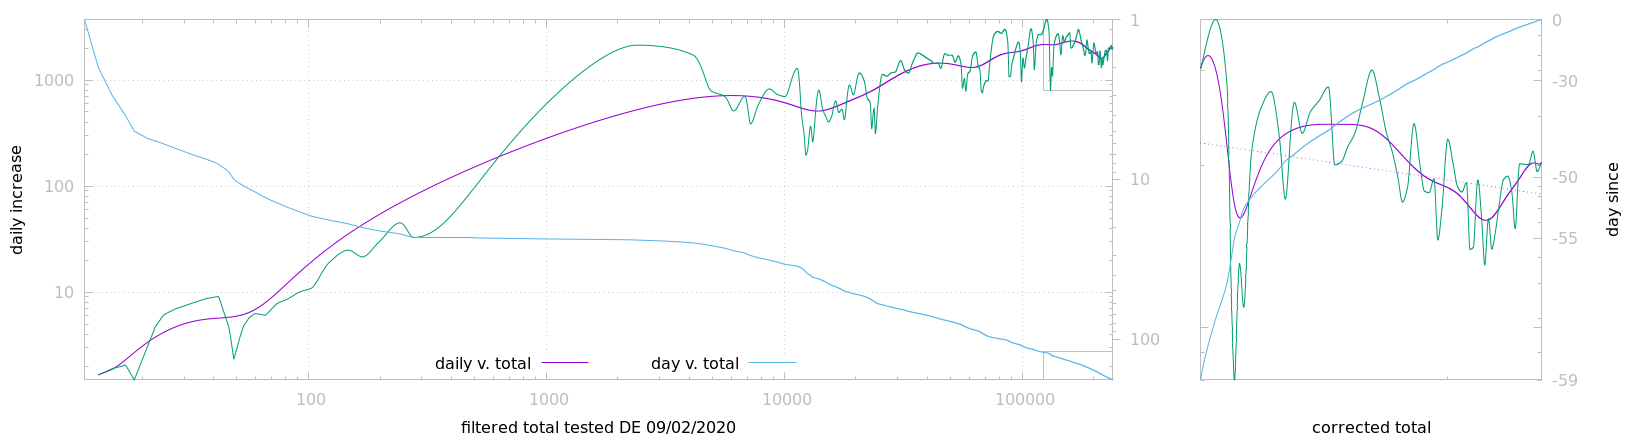 1000
100
10
daily increase
daily v. total
day v. total
100
1000
10000
100000
filtered total tested DE 09/02/2020
1
10
100
0
-30
-50
-55
-59
day since
corrected total